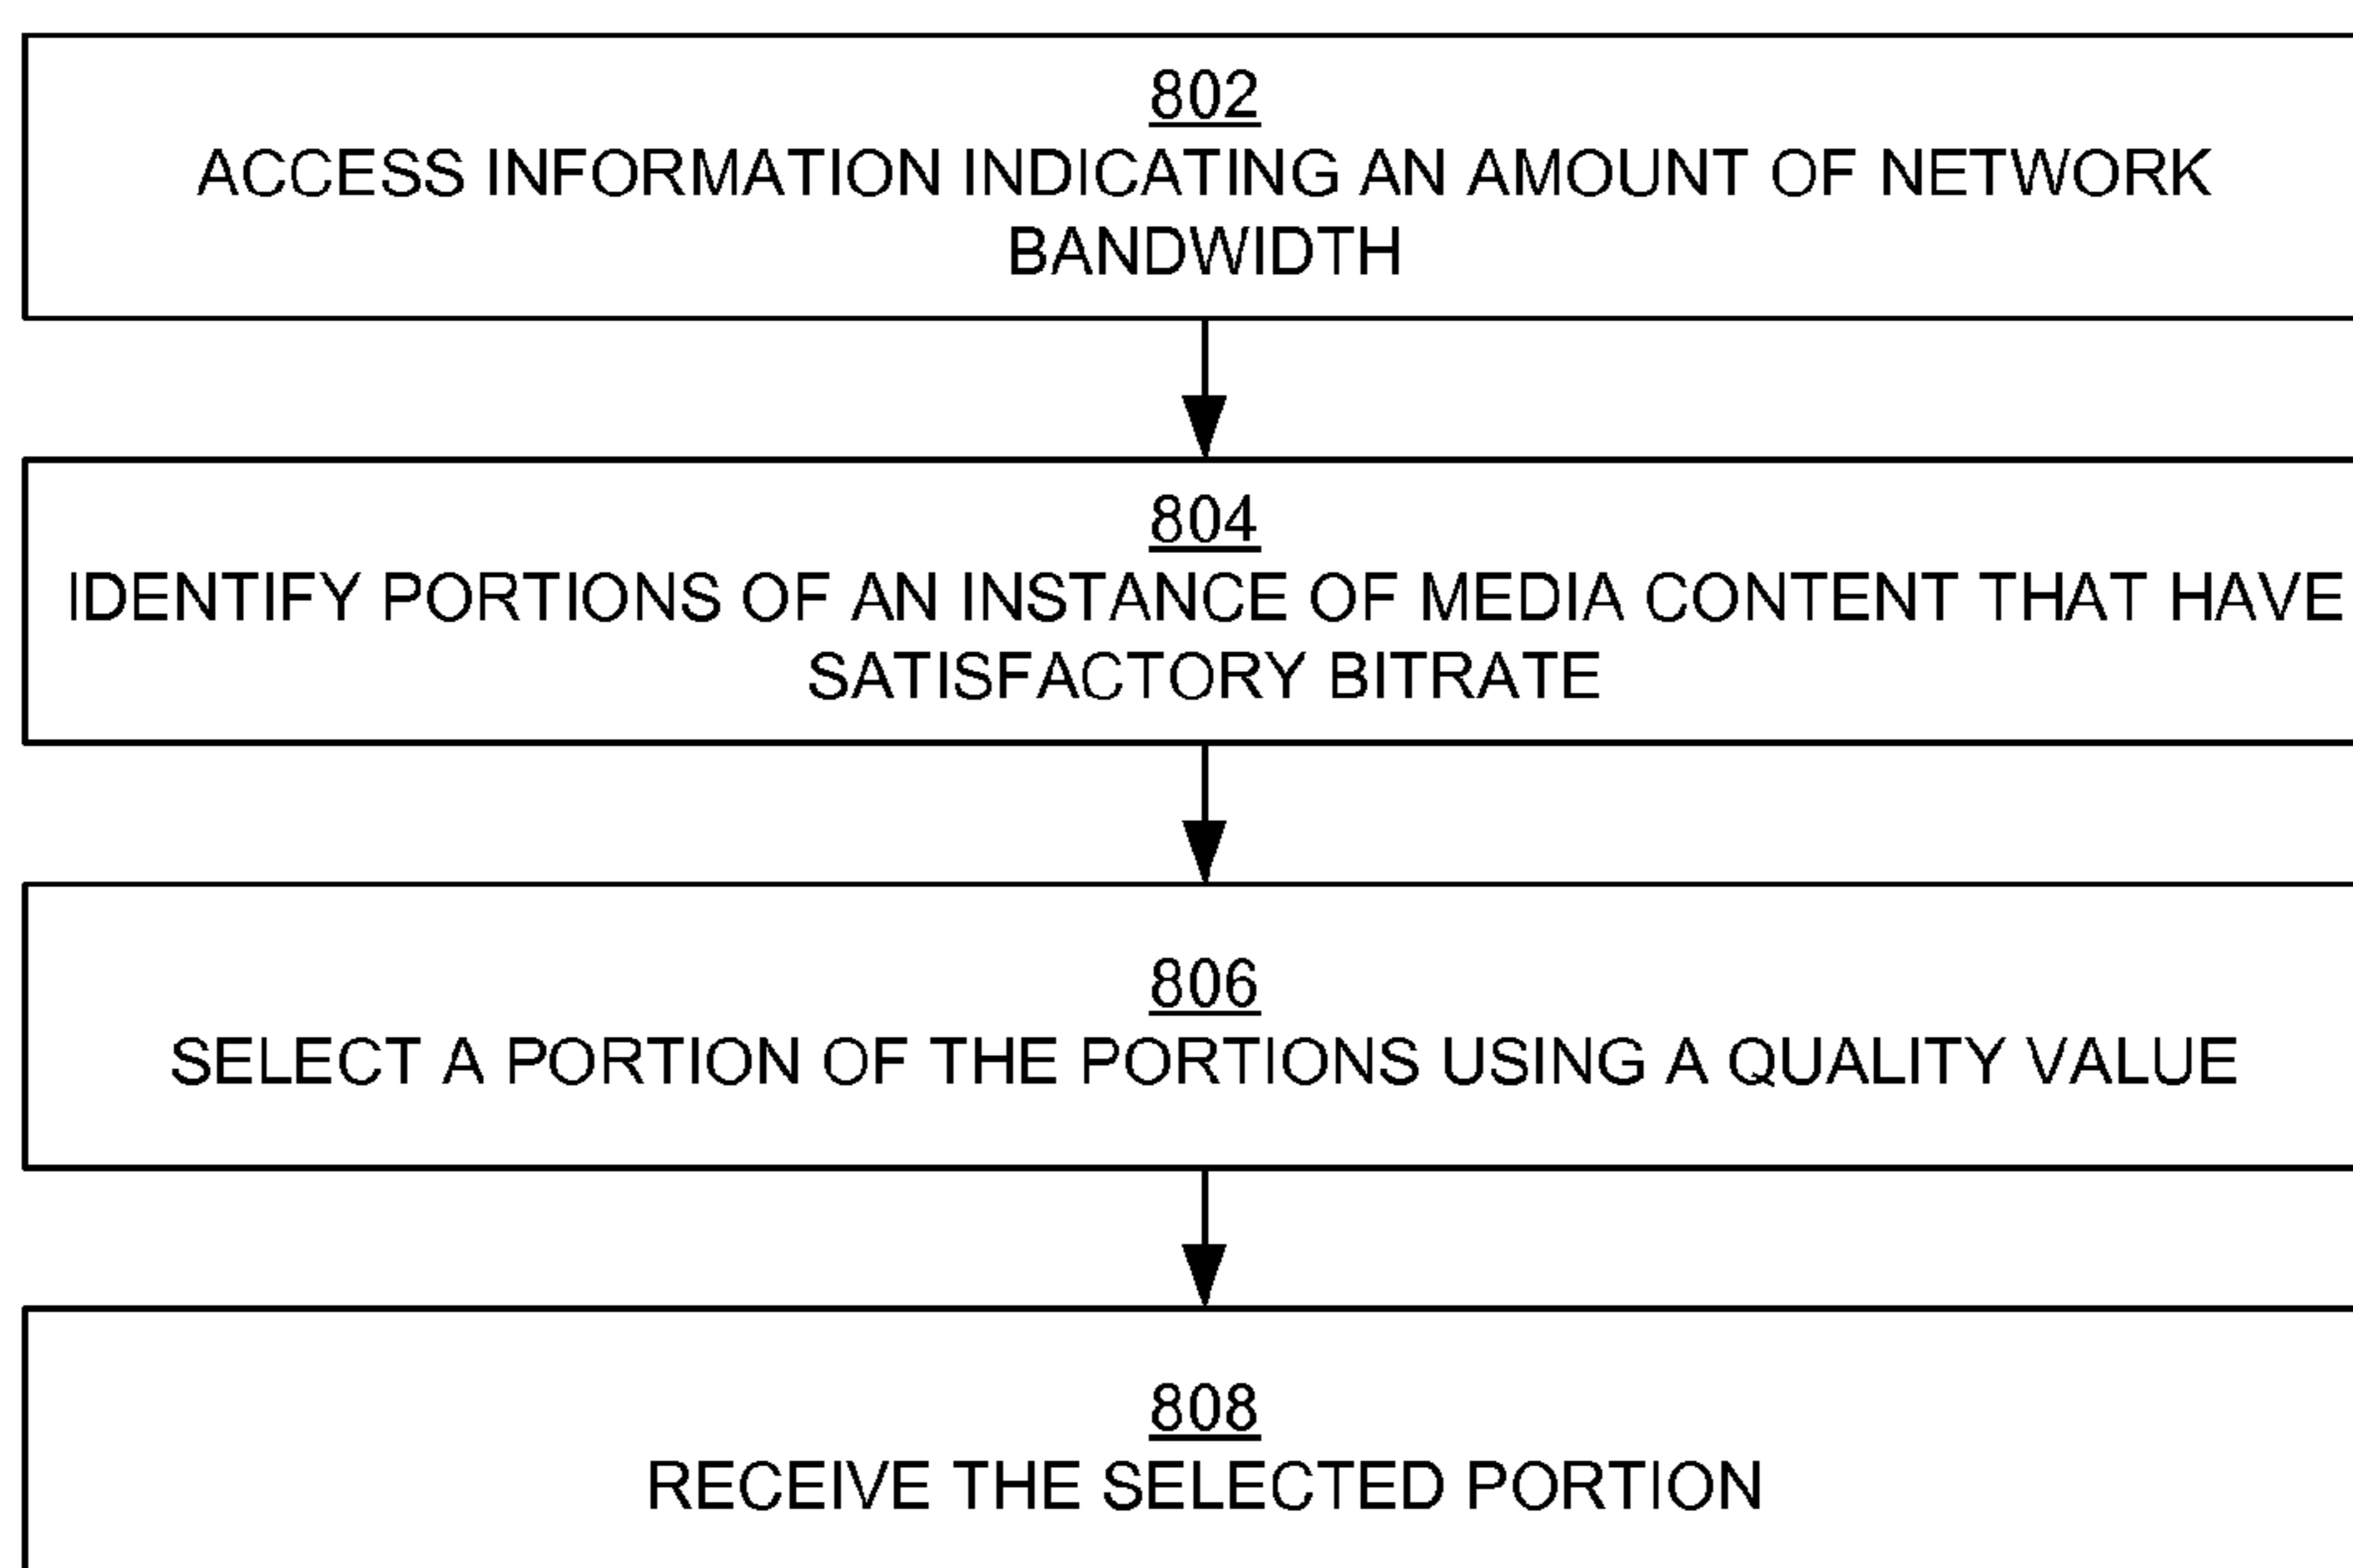 802
ACCESS INFORMATION INDICATING AN AMOUNT OF NETWORK
BANDWIDTH
804
IDENTIFY PORTIONS OF AN INSTANCE OF MEDIA CONTENT THAT HAVE
SATISFACTORY BITRATE
806
SELECT A PORTION OF THE PORTIONS USING A QUALITY VALUE
808
RECEIVE THE SELECTED PORTION